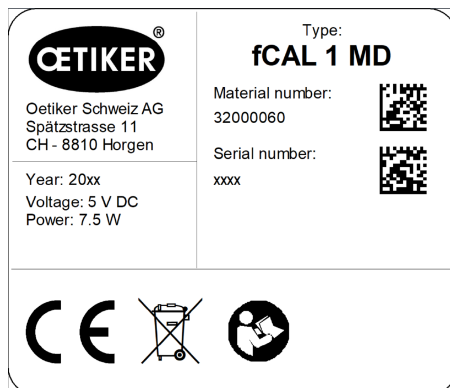 OETIKER®
Oetiker Schweiz AG
Spätzstrasse 11
CH - 8810 Horgen
Year: 20xx
Voltage: 5 V DC
Power: 7.5 W
Type:
fCAL 1 MD
Material number:
32000060
Serial number:
xxxx
CE